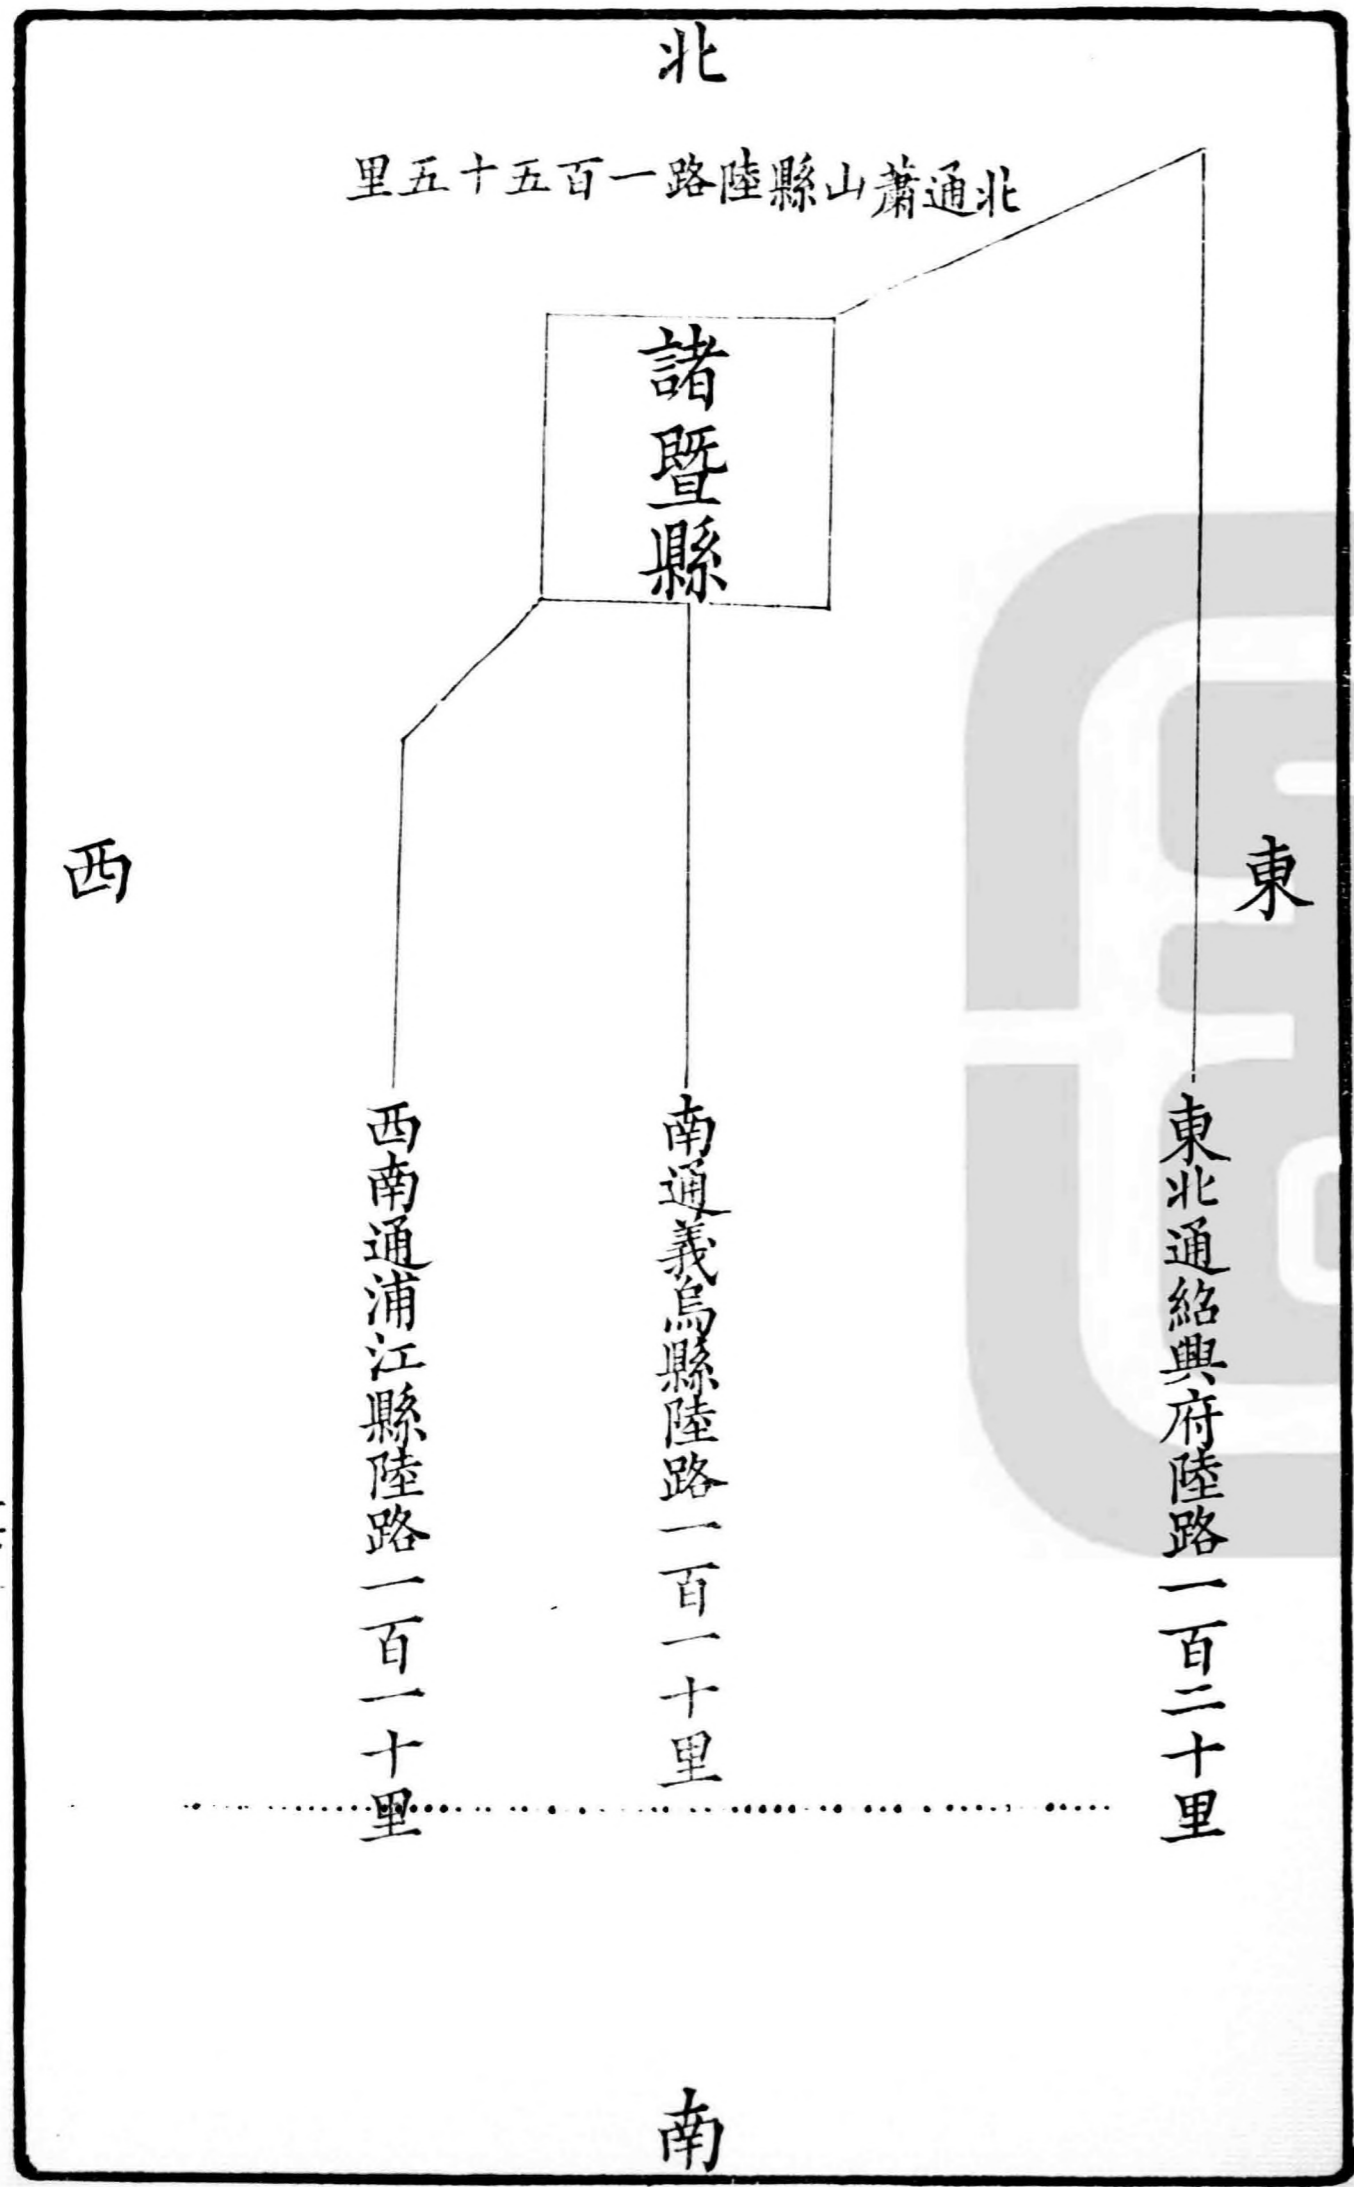 北
北通蕭山縣陸路一百五十五里
諸暨縣
東
西
東北通紹興府陸路一百二十里
南通義烏縣陸路一百一十里
西南通浦江縣陸路一百一十里
南